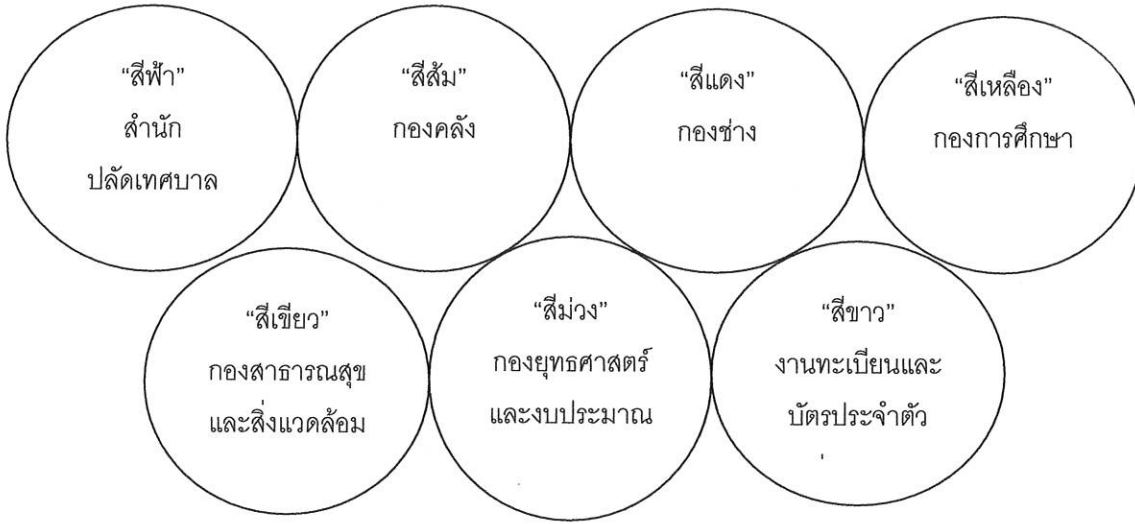 “สีฟ้า”
สำนัก
ปลัดเทศบาล
“สีส้ม”
กองคลัง
“สีแดง”
กองช่าง
“สีเหลือง”
กองการศึกษา
“สีเขียว”
กองสาธารณสุข
และสิ่งแวดล้อม
“สีม่วง”
กองยุทธศาสตร์
และงบประมาณ
“สีขาว”
งานทะเบียนและ
บัตรประจำตัว